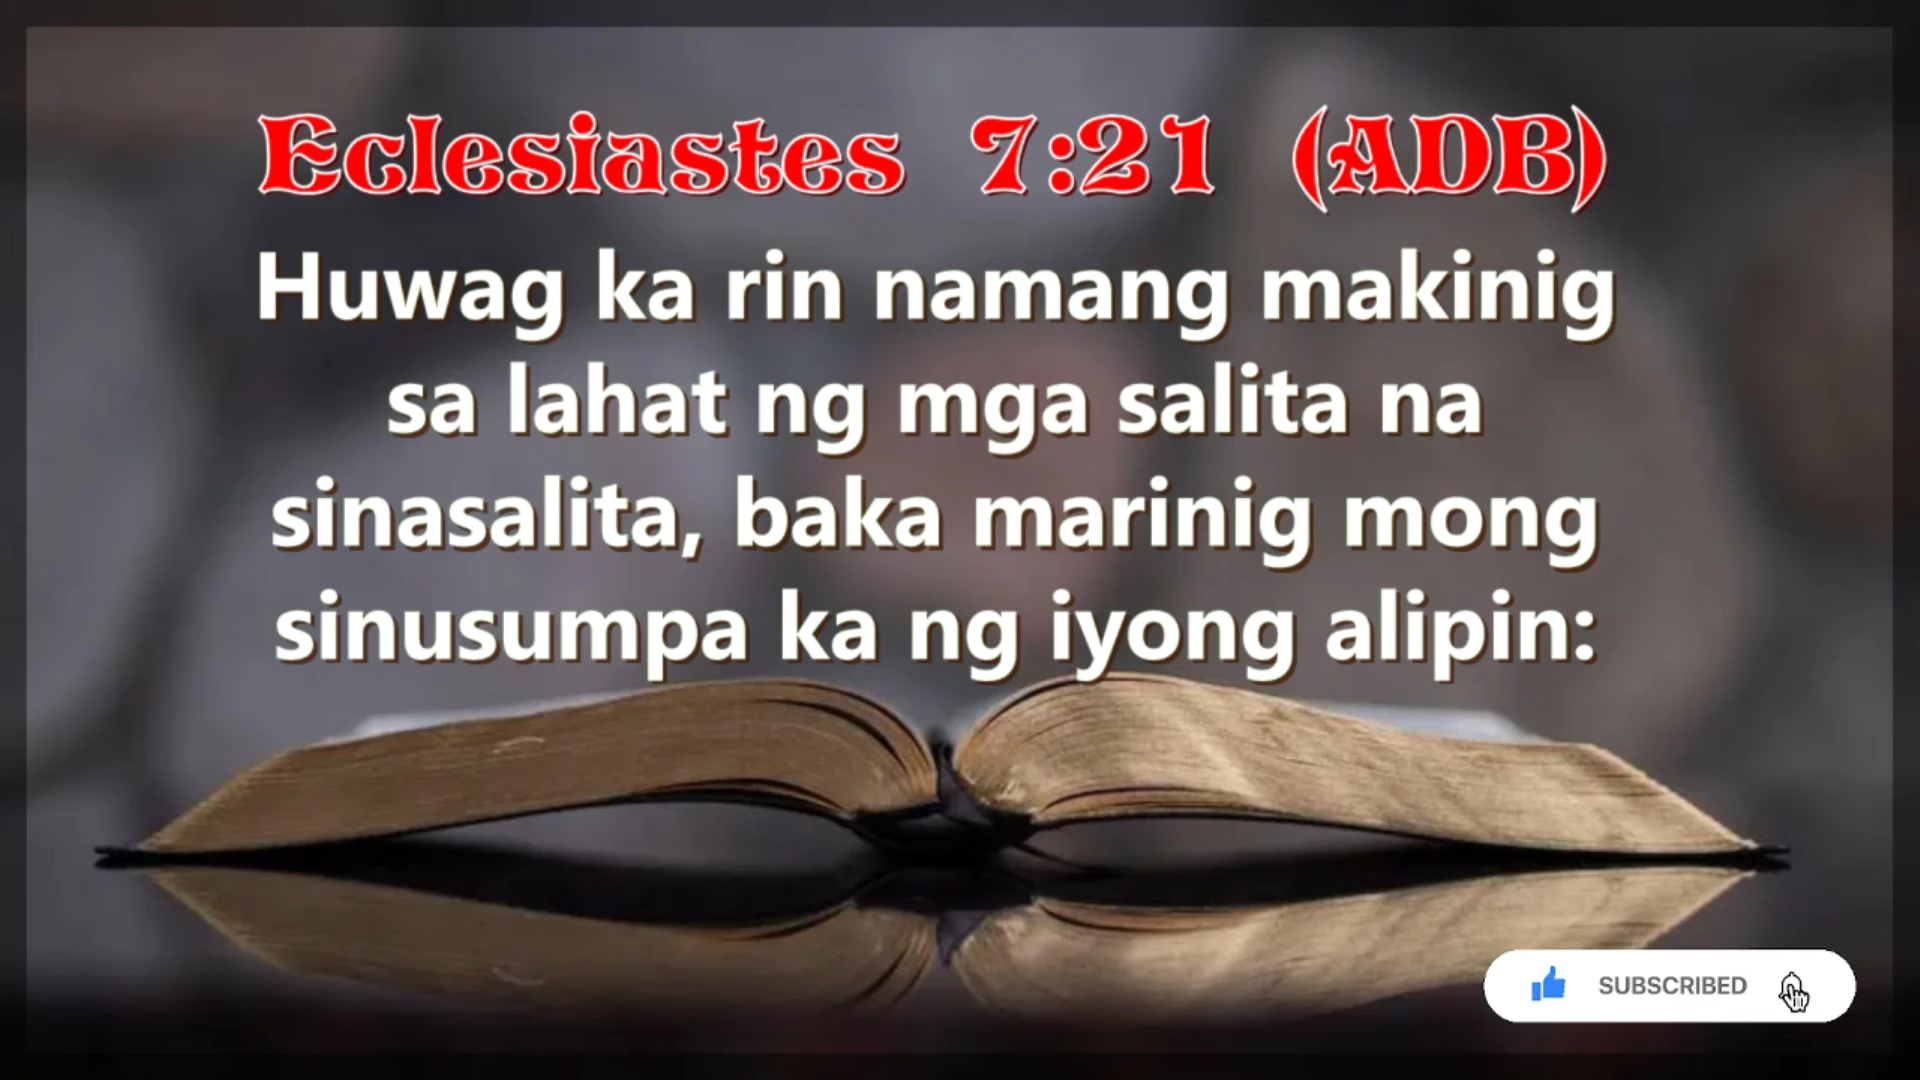 Eclesiastes 7:21 (ADB)
Huwag ka rin namang makinig
sa lahat ng mga salita na
sinasalita, baka marinig mong
sinusumpa ka ng iyong alipin:
SUBSCRIBED